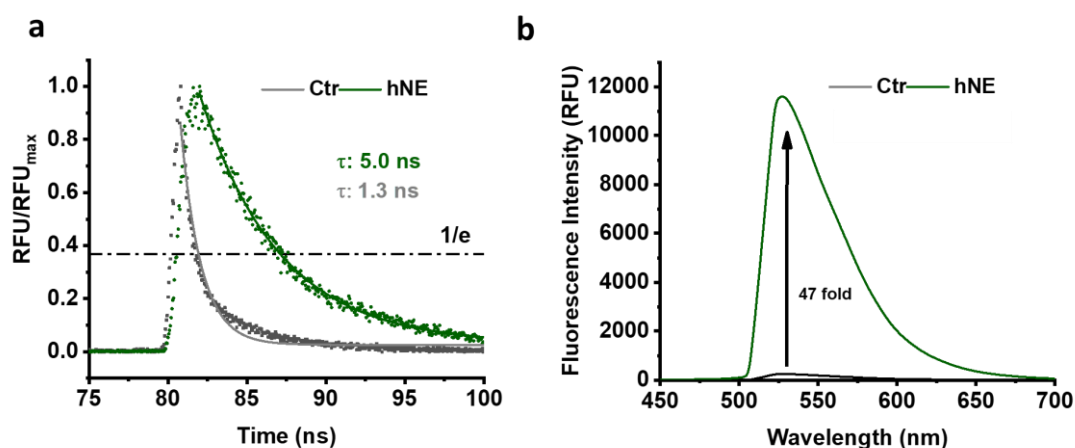 a
Ctr hNE
τ: 5.0 ns
τ: 1.3 ns
1/e
RFU/RFUmax
1.0
0.8
0.6
0.4
0.2
0.0
75 80 85 90 95 100
Time (ns)
b
Ctr hNE
47 fold
Fluorescence Intensity (RFU)
12000
10000
8000
6000
4000
2000
0
450 500 550 600 650 700
Wavelength (nm)